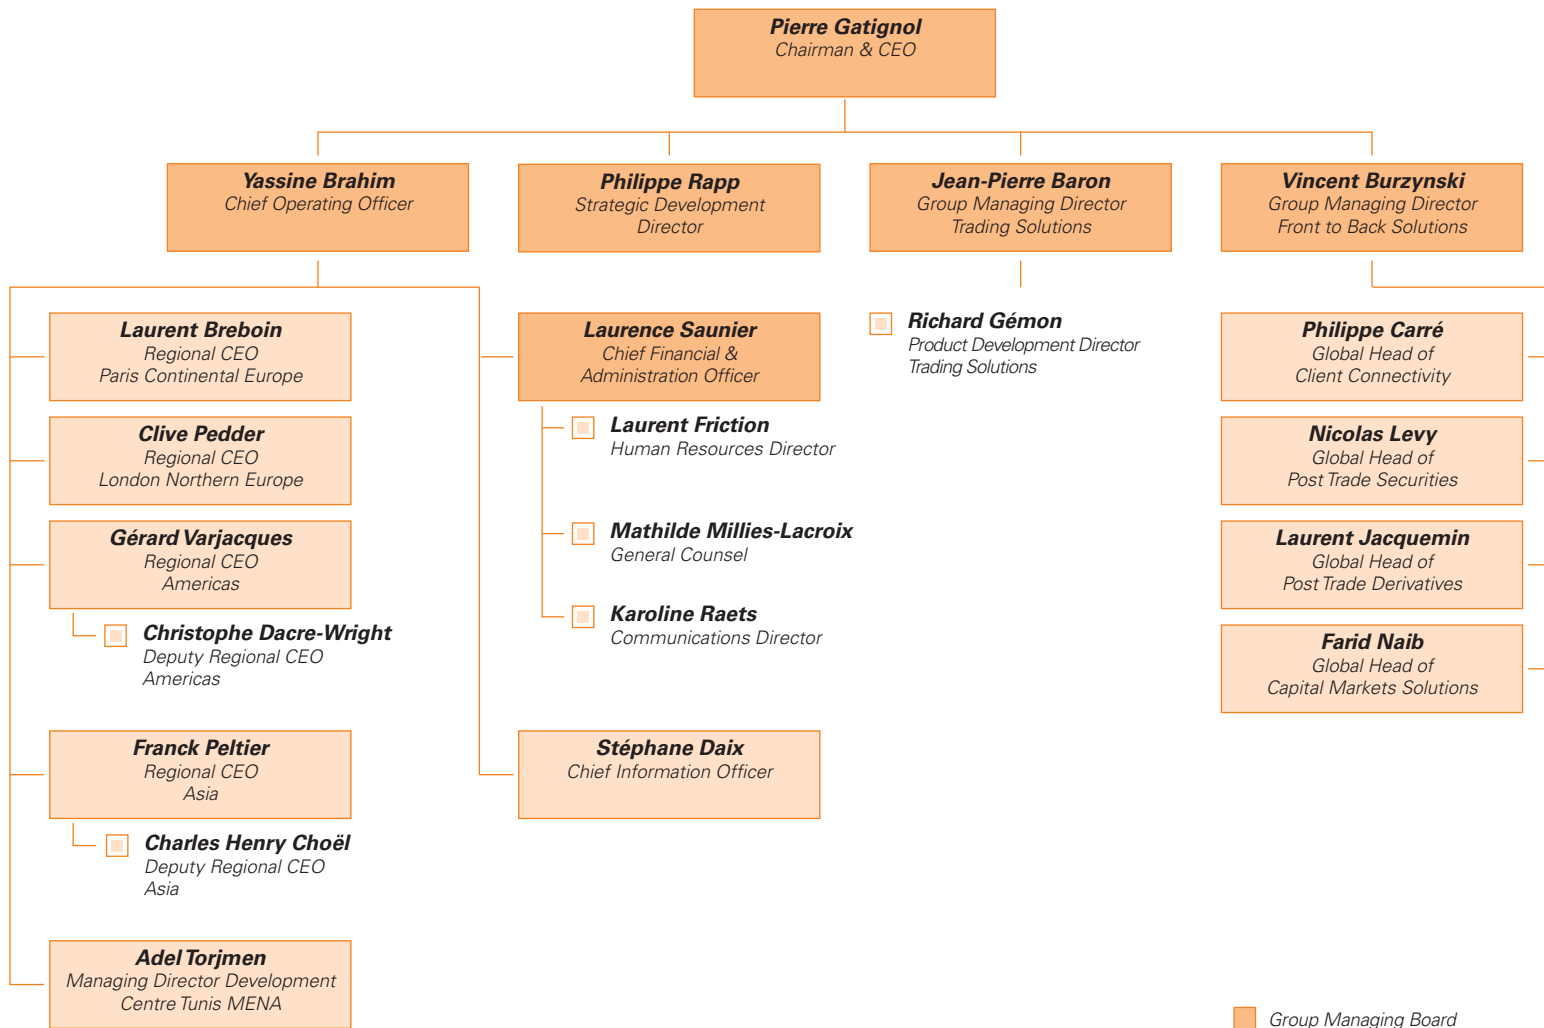 Pierre Gatignol
Chairman & CEO
Yassine Brahim
Chief Operating Officer
Philippe Rapp
Strategic Development
Director
Jean-Pierre Baron
Group Managing Director
Trading Solutions
Vincent Burzynski
Group Managing Director
Front to Back Solutions
Laurent Breboin
Regional CEO
Paris Continental Europe
Clive Pedder
Regional CEO
London Northern Europe
Gérard Varjacques
Regional CEO
Americas
Christophe Dacre-Wright
Deputy Regional CEO
Americas
Franck Peltier
Regional CEO
Asia
Charles Henry Choël
Deputy Regional CEO
Asia
Adel Torjmen
Managing Director Development
Centre Tunis MENA
Laurence Saunier
Chief Financial &
Administration Officer
Laurent Friction
Human Resources Director
Mathilde Millies-Lacroix
General Counsel
Karoline Raets
Communications Director
Stéphane Daix
Chief Information Officer
Richard Gémon
Product Development Director
Trading Solutions
Philippe Carré
Global Head of
Client Connectivity
Nicolas Levy
Global Head of
Post Trade Securities
Laurent Jacquemin
Global Head of
Post Trade Derivatives
Farid Naib
Global Head of
Capital Markets Solutions
Group Managing Board